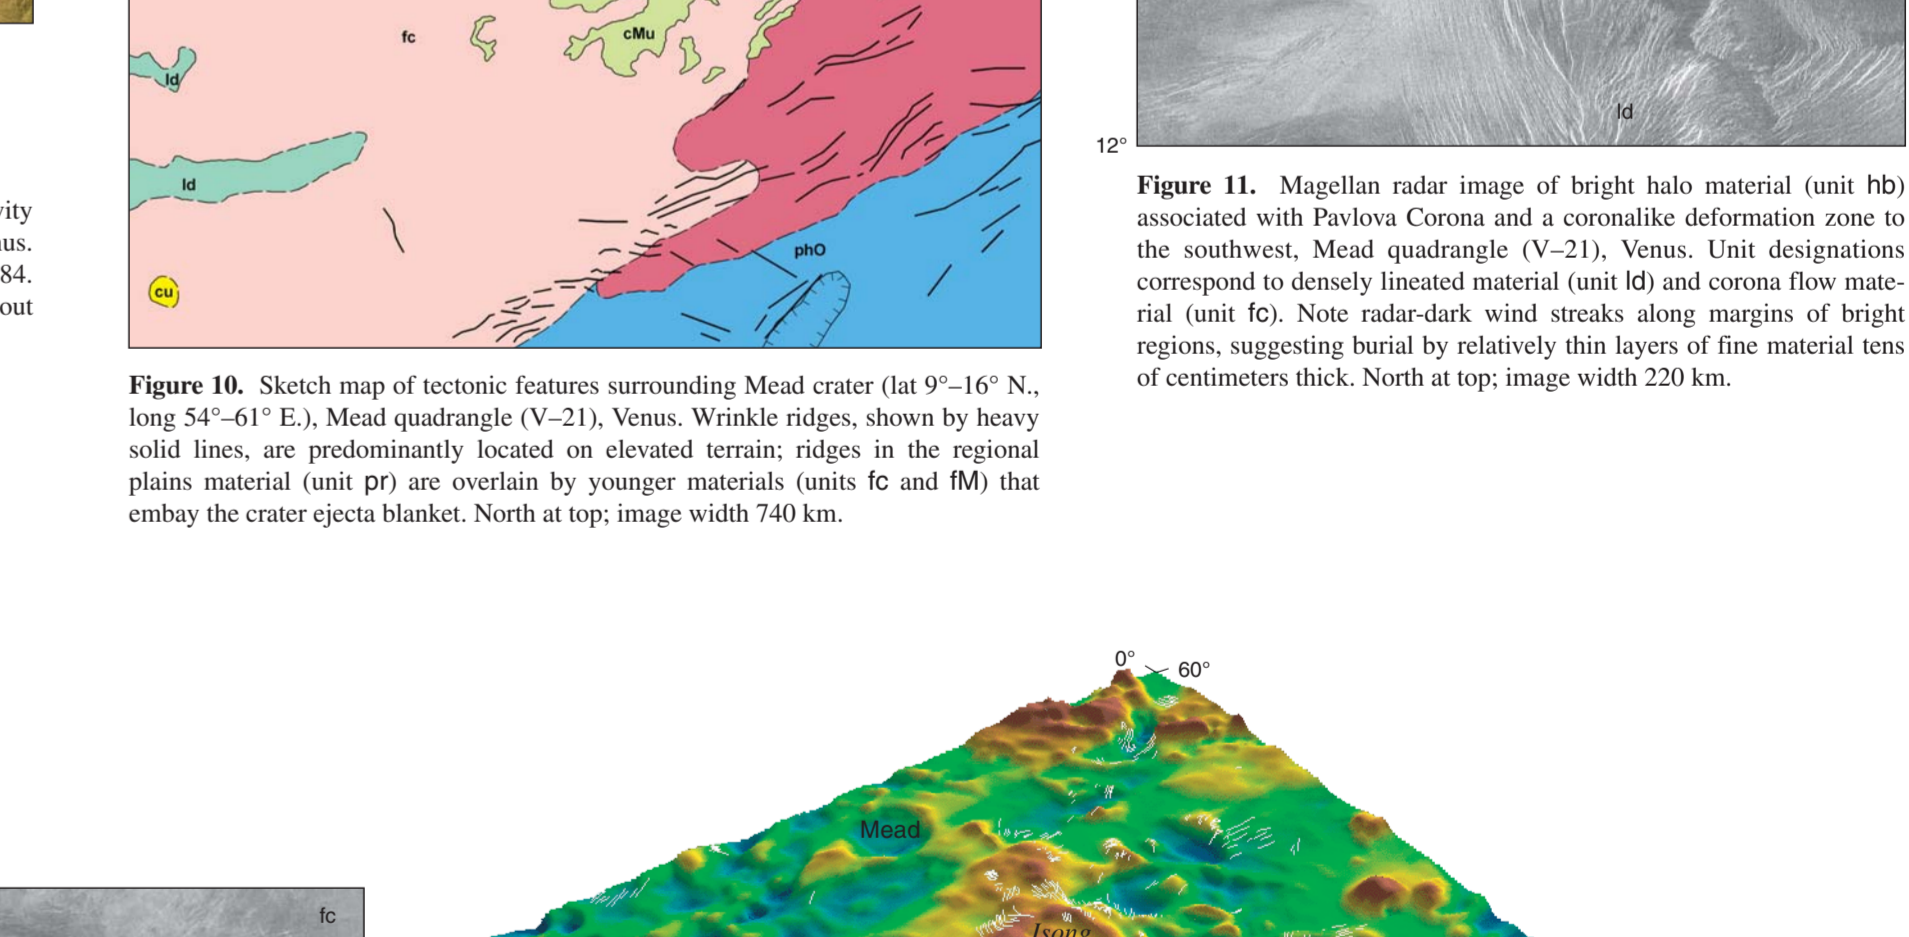 fc
cMu
ld
ld
cu
phO
Figure 10. Sketch map of tectonic features surrounding Mead crater (lat 9°–16° N.,
long 54°–61° E.), Mead quadrangle (V–21), Venus. Wrinkle ridges, shown by heavy
solid lines, are predominantly located on elevated terrain; ridges in the regional
plains material (unit pr) are overlain by younger materials (units fc and fM) that
embay the crater ejecta blanket. North at top; image width 740 km.
ld
12°
Figure 11. Magellan radar image of bright halo material (unit hb)
associated with Pavlova Corona and a coronalike deformation zone to
the southwest, Mead quadrangle (V–21), Venus. Unit designations
correspond to densely lineated material (unit ld) and corona flow mate-
rial (unit fc). Note radar-dark wind streaks along margins of bright
regions, suggesting burial by relatively thin layers of fine material tens
of centimeters thick. North at top; image width 220 km.
84.
0°
60°
Mead
Isong
fc